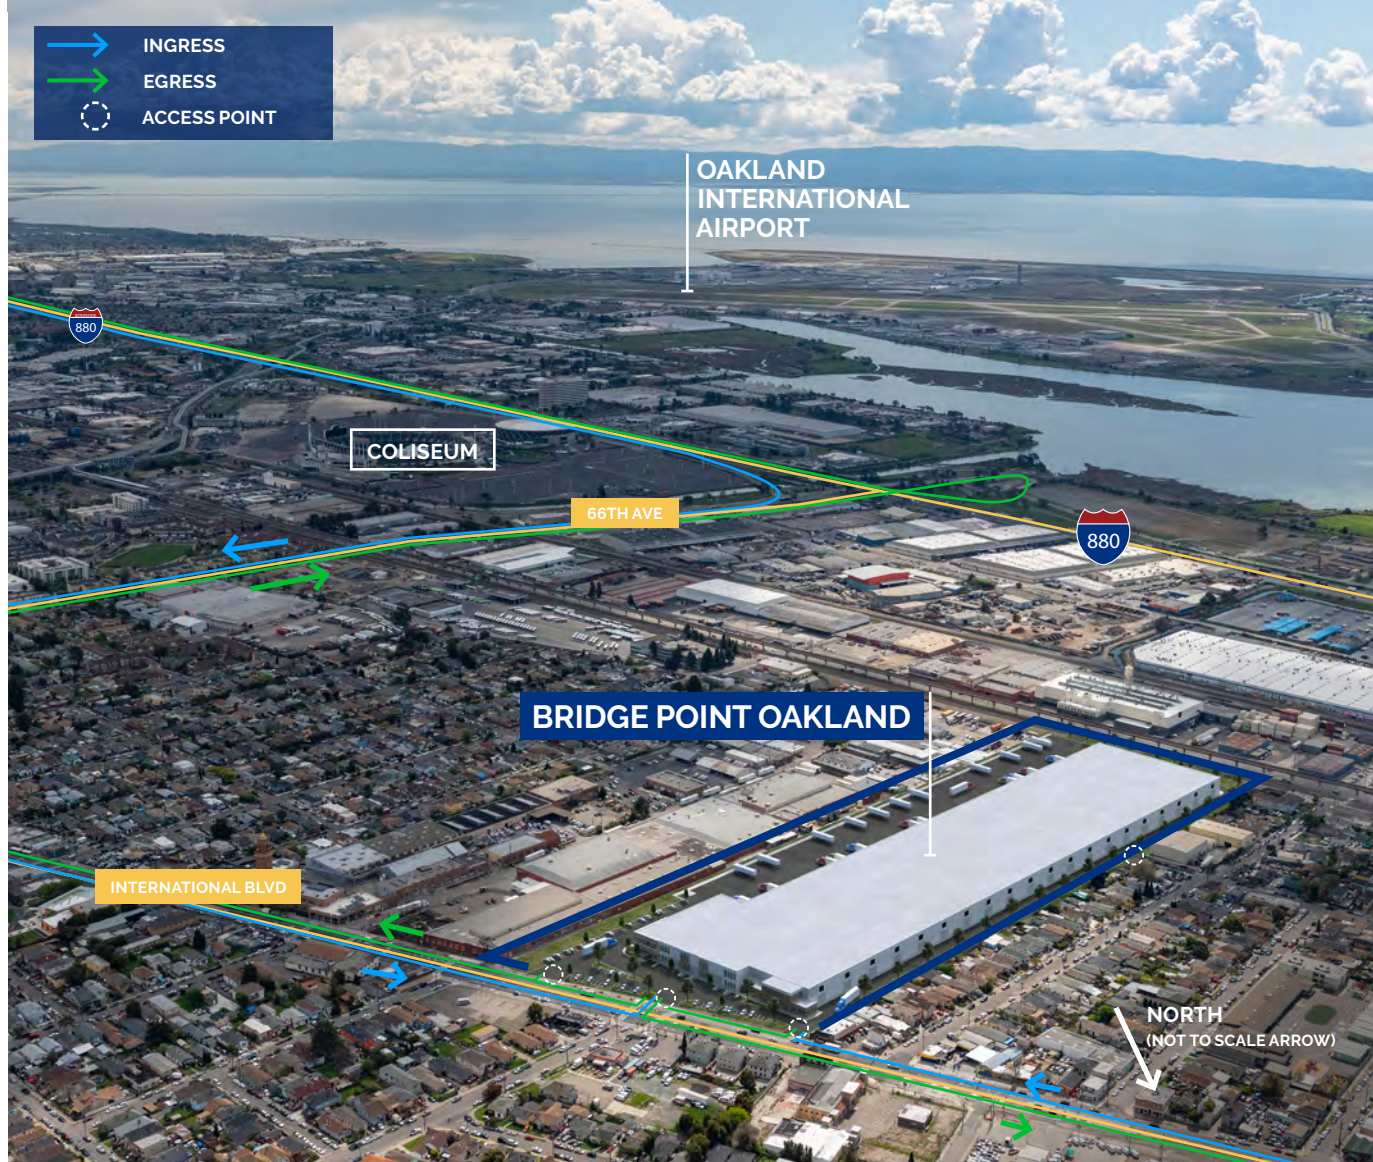 INGRESS
EGRESS
ACCESS POINT
OAKLAND
INTERNATIONAL
AIRPORT
880
COLISEUM
66TH AVE
880
BRIDGE POINT OAKLAND
INTERNATIONAL BLVD
NORTH
(NOT TO SCALE ARROW)